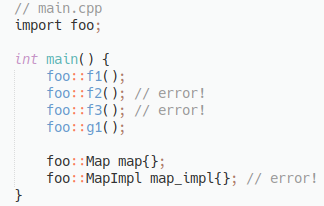 // main.cpp
import foo;

int main() {
    foo::f1();
    foo::f2(); // error!
    foo::f3(); // error!
    foo::g1();

    foo::Map map{};
    foo::MapImpl map_impl{}; // error!
}